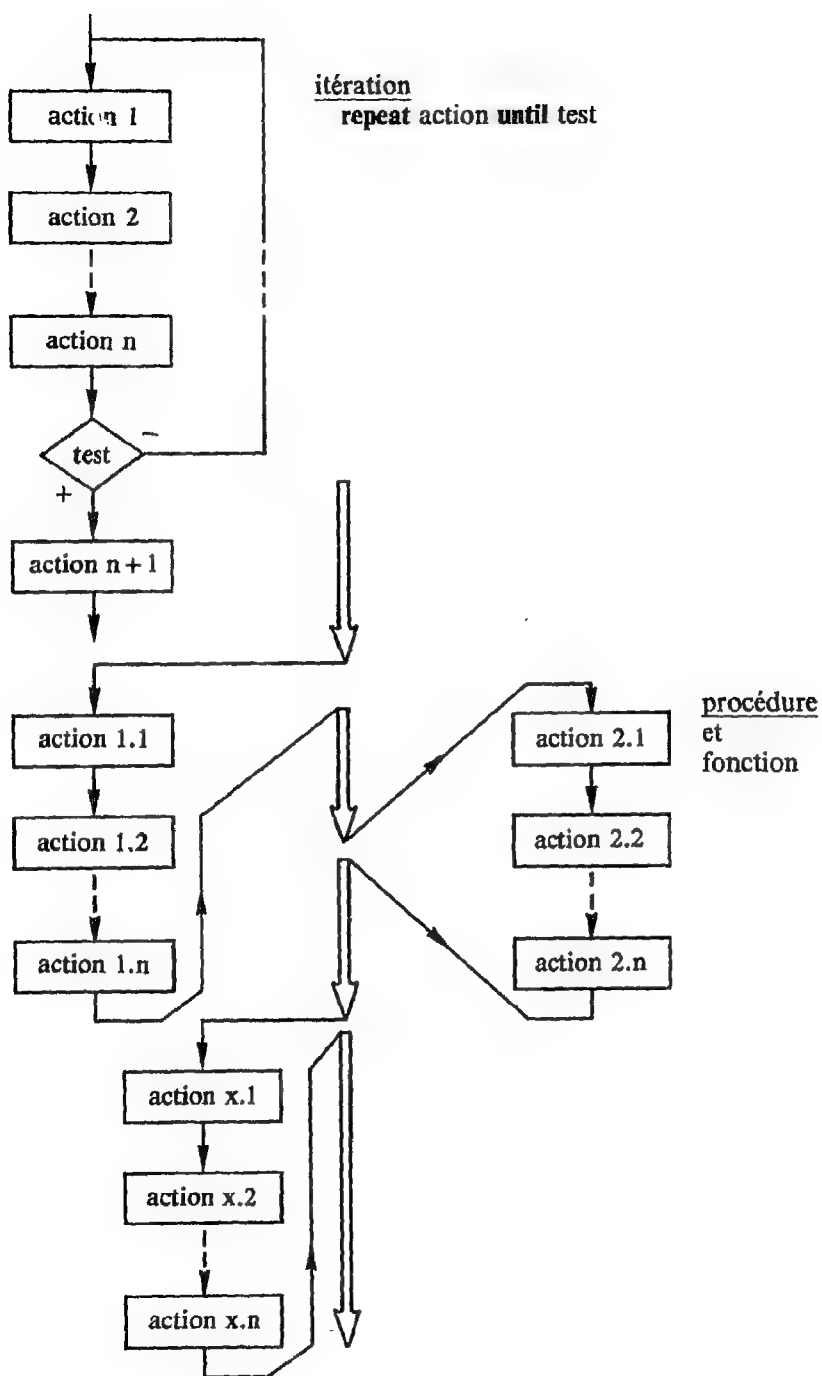 itération
repeat action until test
action 1
action 2
action n
test
−
+
action n + 1
action 1.1
action 1.2
action 1.n
procédure
et
fonction
action 2.1
action 2.2
action 2.n
action x.1
action x.2
action x.n